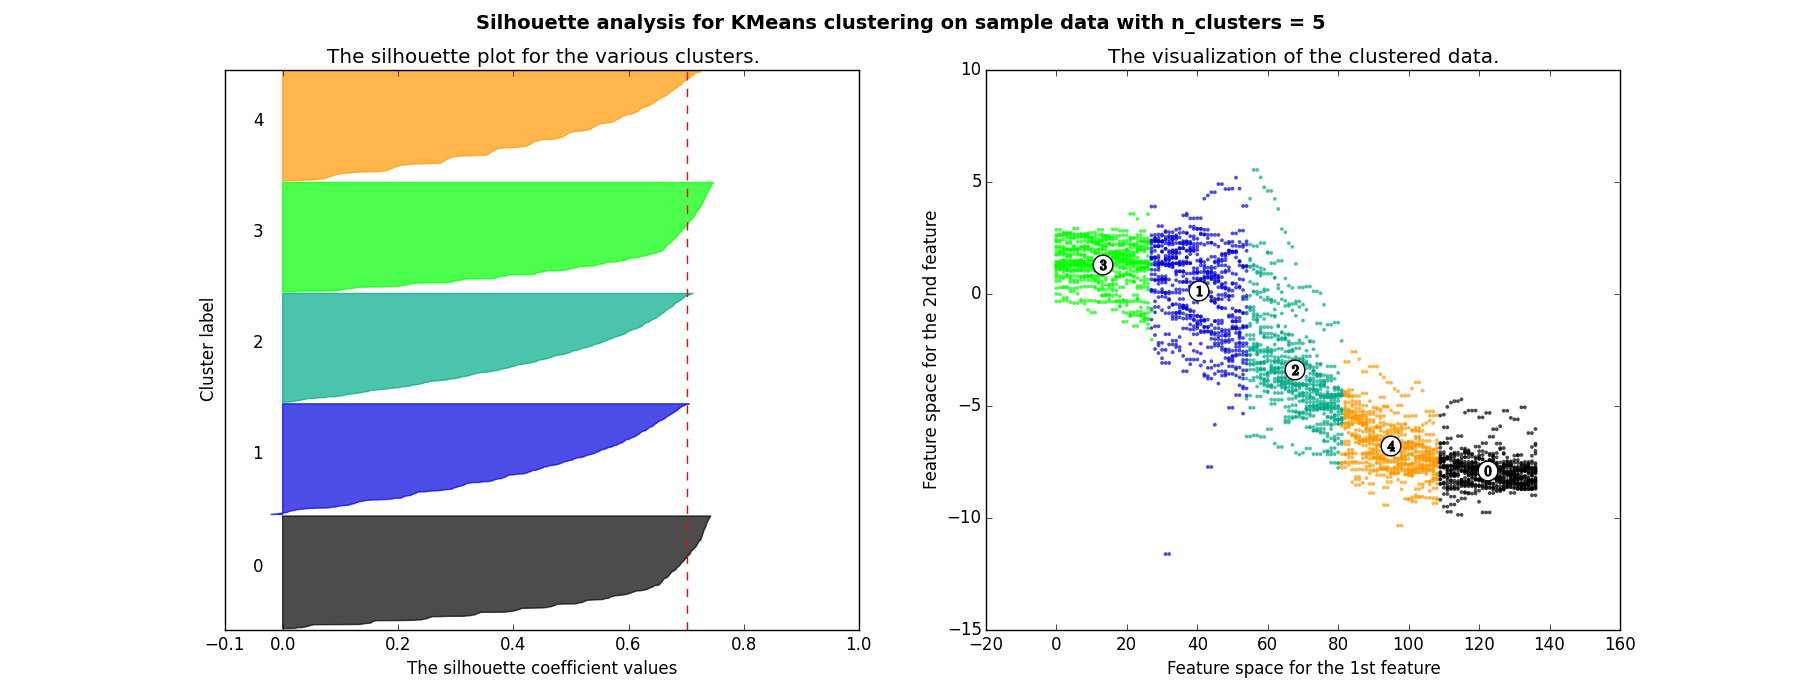 Silhouette analysis for KMeans clustering on sample data with n_clusters = 5
The silhouette plot for the various clusters.
Cluster label
4
3
2
1
0
−0.1 0.0 0.2 0.4 0.6 0.8 1.0
The silhouette coefficient values
The visualization of the clustered data.
Feature space for the 2nd feature
10
5
0
−5
−10
−15
3
1
2
4
0
−20 0 20 40 60 80 100 120 140 160
Feature space for the 1st feature